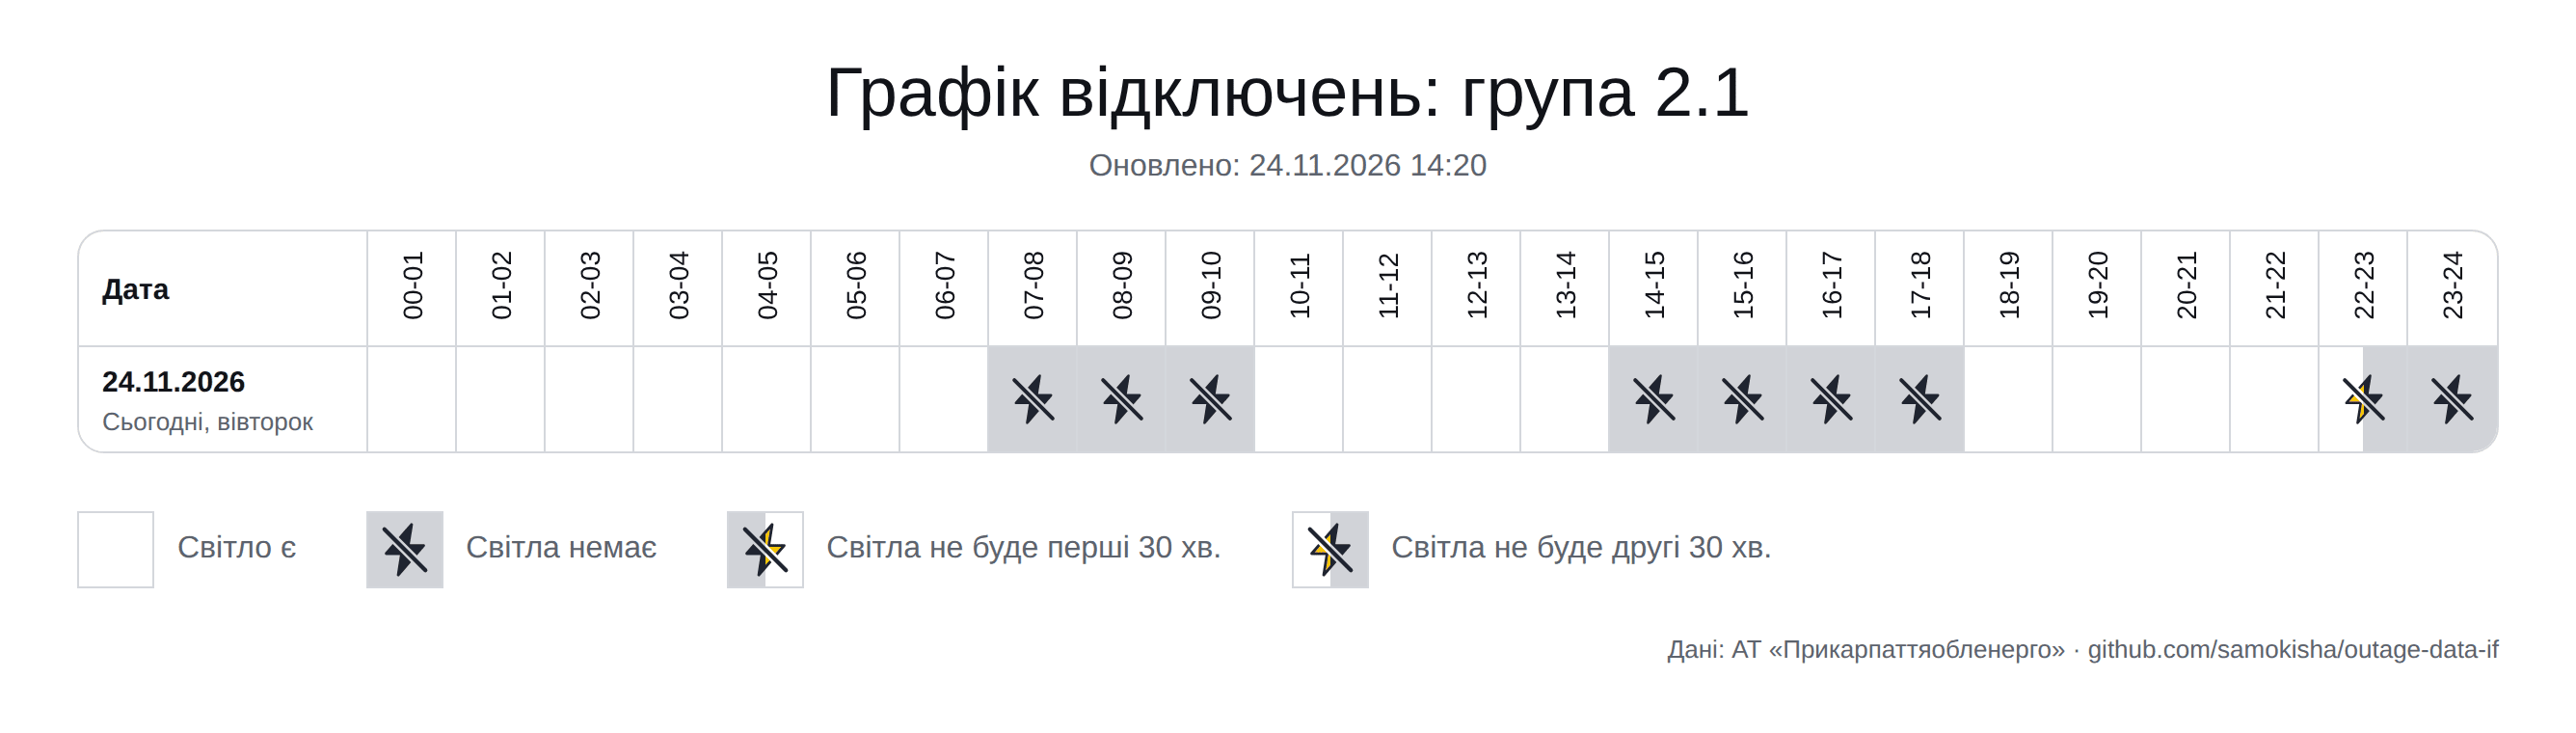 Графік відключень: група 2.1
Оновлено: 24.11.2026 14:20
Дата 00-01 01-02 02-03 03-04 04-05 05-06 06-07 07-08 08-09 09-10 10-11 11-12 12-13 13-14 14-15 15-16 16-17 17-18 18-19 19-20 20-21 21-22 22-23 23-24
24.11.2026
Сьогодні, вівторок
Світло є Світла немає Світла не буде перші 30 хв. Світла не буде другі 30 хв.
Дані: АТ «Прикарпаттяобленерго» · github.com/samokisha/outage-data-if